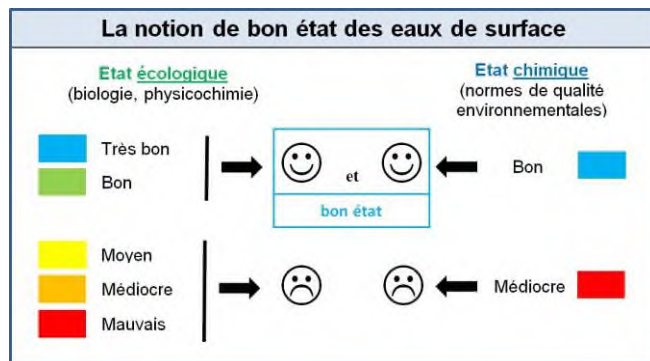 La notion de bon état des eaux de surface
Etat écologique
(biologie, physicochimie)
Etat chimique
(normes de qualité
environnementales)
Très bon
Bon
et
bon état
Bon
Moyen
Médiocre
Mauvais
Médiocre